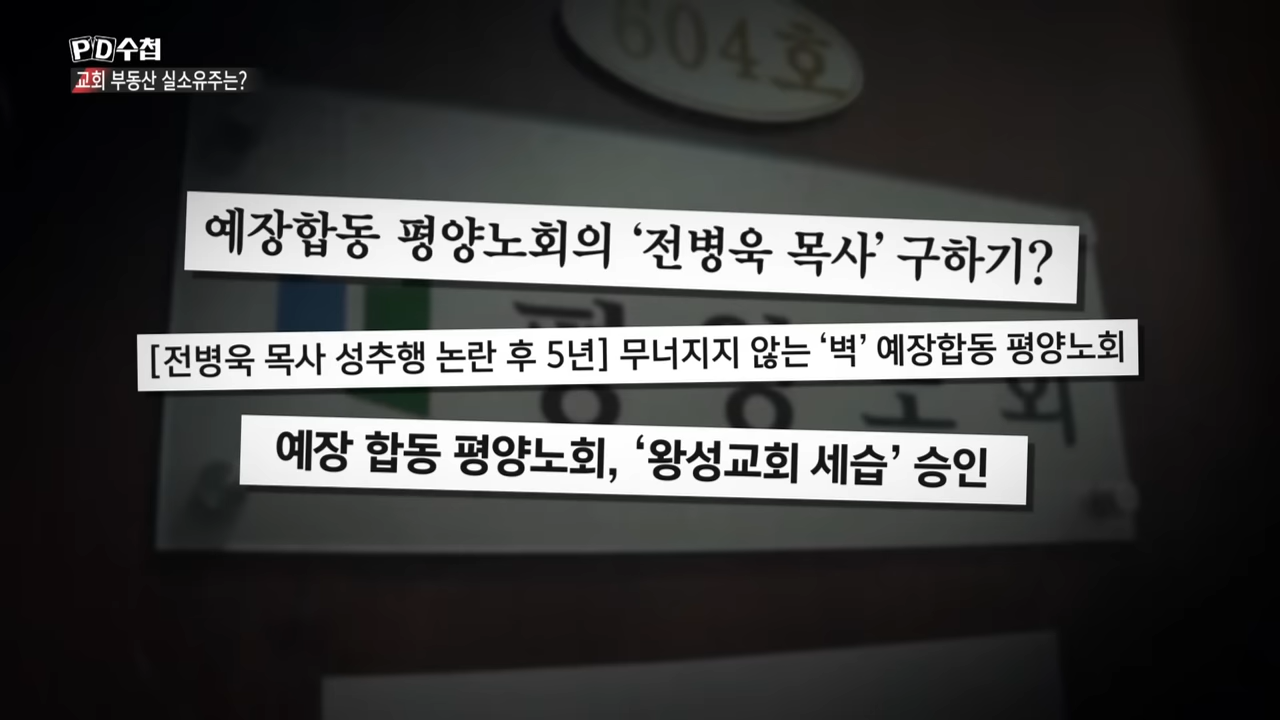 PD수첩
교회 부동산 실소유주는?
604호
예장합동 평양노회의 ‘전병욱 목사’ 구하기?
[전병욱 목사 성추행 논란 후 5년] 무너지지 않는 ‘벽’ 예장합동 평양노회
예장 합동 평양노회, ‘왕성교회 세습’ 승인
평양노회